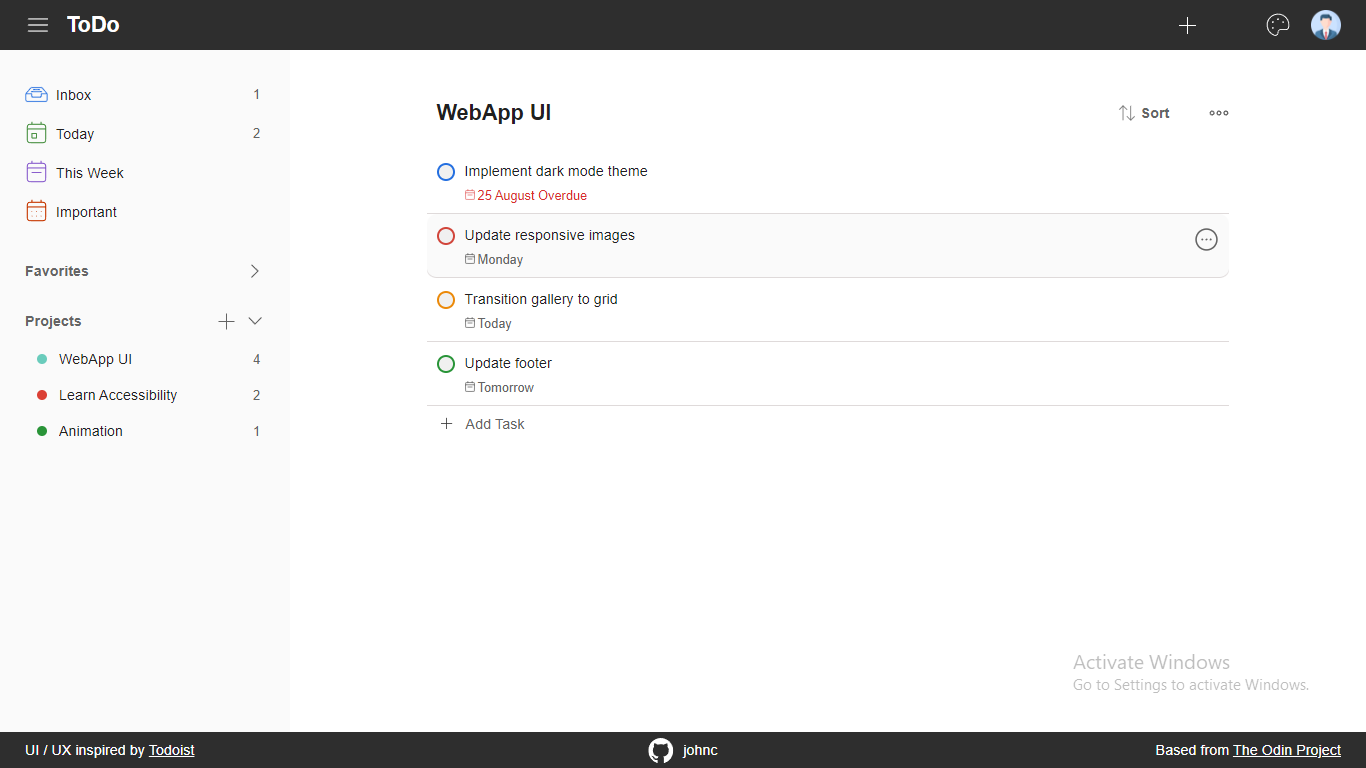 ToDo
Inbox 1
Today 2
This Week
Important
Favorites
Projects
WebApp UI 4
Learn Accessibility 2
Animation 1
WebApp UI
Sort
Implement dark mode theme
25 August Overdue
Update responsive images
Monday
Transition gallery to grid
Today
Update footer
Tomorrow
Add Task
Activate Windows
Go to Settings to activate Windows.
UI / UX inspired by Todoist
johnc
Based from The Odin Project